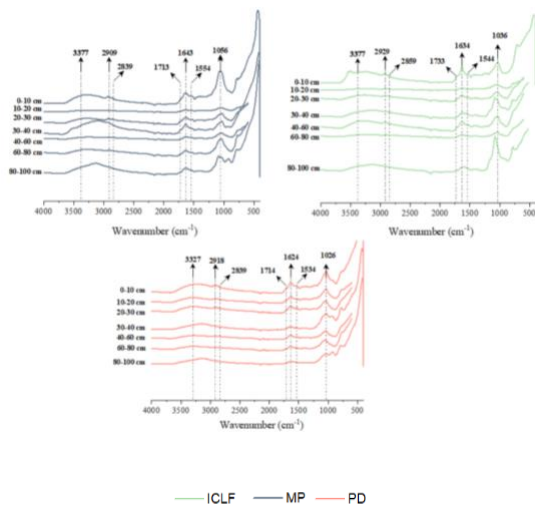 3377 2909 2839 1713 1643 1554 1056
0-10 cm
10-20 cm
20-30 cm
30-40 cm
40-60 cm
60-80 cm
80-100 cm
4000 3500 3000 2500 2000 1500 1000 500
Wavenumber (cm⁻¹)
3377 2929 2859 1733 1634 1544 1036
0-10 cm
10-20 cm
20-30 cm
30-40 cm
40-60 cm
60-80 cm
80-100 cm
4000 3500 3000 2500 2000 1500 1000 500
Wavenumber (cm⁻¹)
3327 2918 2839 1714 1624 1534 1026
0-10 cm
10-20 cm
20-30 cm
30-40 cm
40-60 cm
60-80 cm
80-100 cm
4000 3500 3000 2500 2000 1500 1000 500
Wavenumber (cm⁻¹)
ICLF MP PD